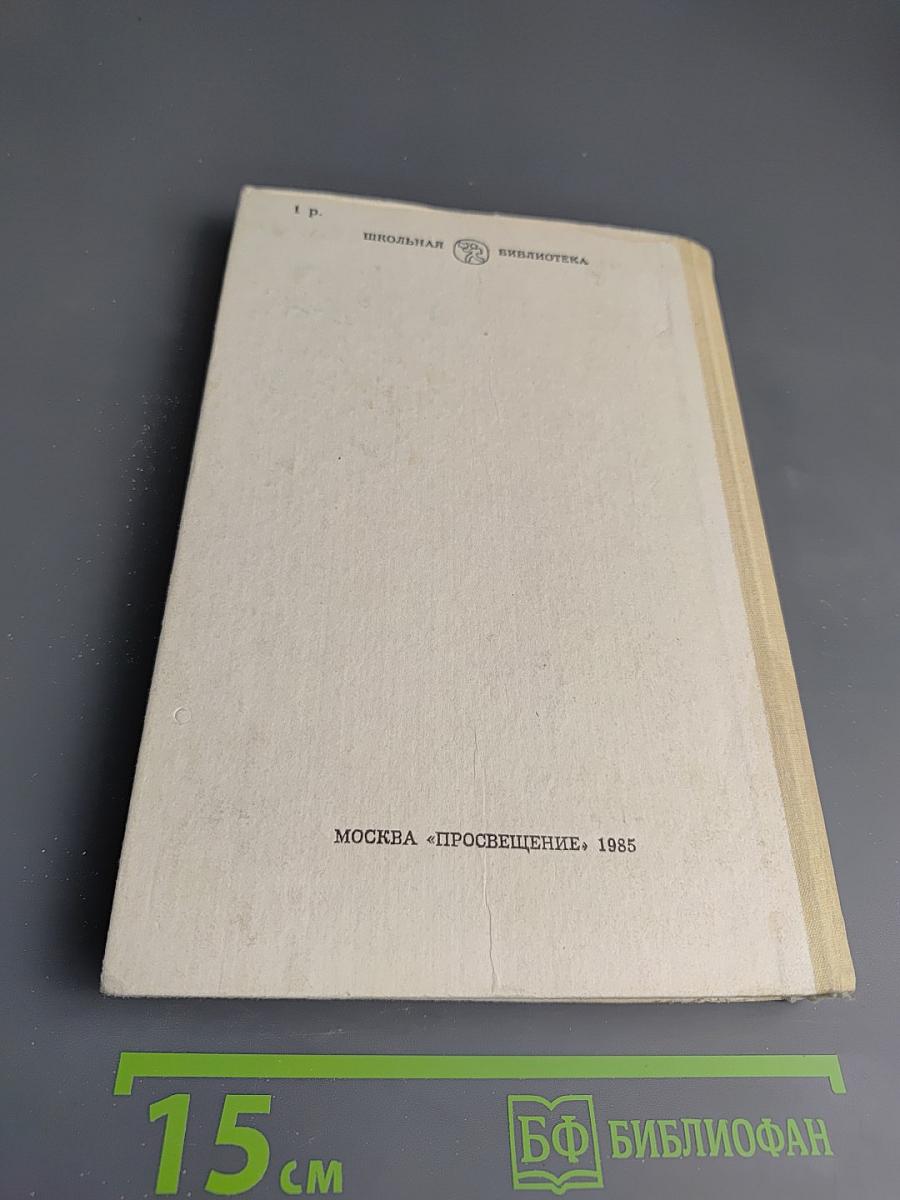 1 р.
ШКОЛЬНАЯ БИБЛИОТЕКА
МОСКВА «ПРОСВЕЩЕНИЕ» 1985
15 см
БФ БИБЛИОФАН